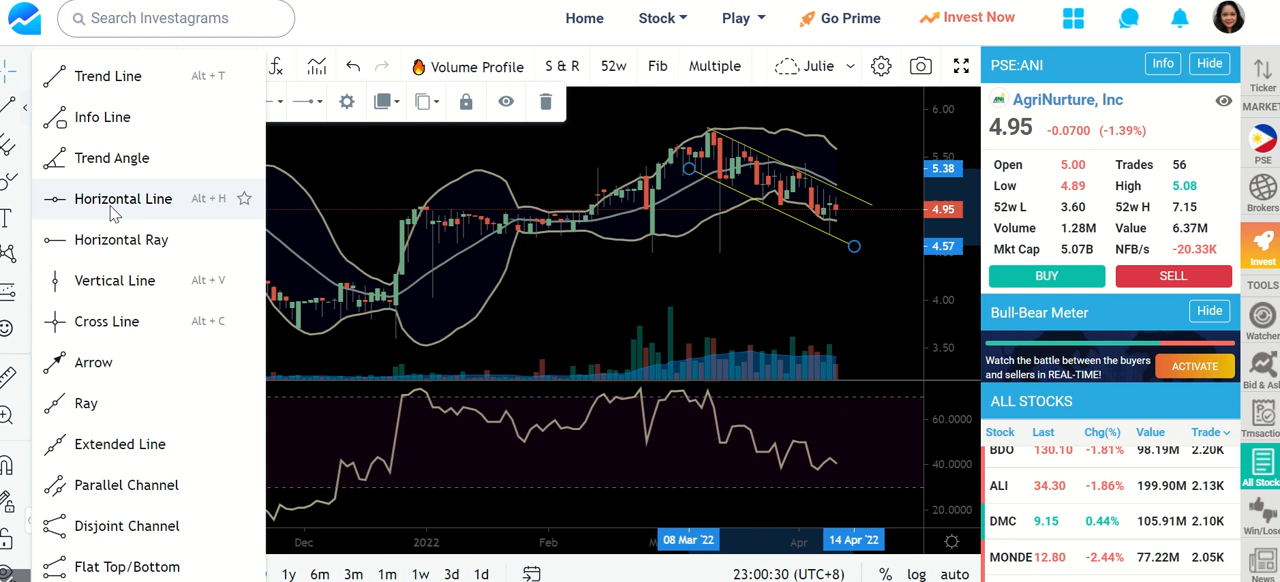 Search Investagrams
Home
Stock
Play
Go Prime
Invest Now
Trend Line Alt + T
Info Line
Trend Angle
Horizontal Line Alt + H
Horizontal Ray
Vertical Line Alt + V
Cross Line Alt + C
Arrow
Ray
Extended Line
Parallel Channel
Disjoint Channel
Flat Top/Bottom
Volume Profile
S & R
52w
Fib
Multiple
Julie
6.00
5.38
4.95
4.57
4.00
3.50
60.0000
40.0000
20.0000
Dec
2022
Feb
08 Mar '22
Apr
14 Apr '22
1y 6m 3m 1m 1w 3d 1d
23:00:30 (UTC+8)
% log auto
PSE:ANI
Info
Hide
ANI
AgriNurture, Inc
4.95 -0.0700 (-1.39%)
Open 5.00 Trades 56
Low 4.89 High 5.08
52w L 3.60 52w H 7.15
Volume 1.28M Value 6.37M
Mkt Cap 5.07B NFB/s -20.33K
BUY
SELL
Bull-Bear Meter
Hide
Watch the battle between the buyers
and sellers in REAL-TIME!
ACTIVATE
ALL STOCKS
Stock Last Chg(%) Value Trade
BDO 130.10 -1.81% 98.19M 2.20K
ALI 34.30 -1.86% 199.90M 2.13K
DMC 9.15 0.44% 105.91M 2.10K
MONDE 12.80 -2.44% 77.22M 2.05K
Ticker
MARKET
PSE
Brokers
Invest
TOOLS
Watcher
Bid & Ask
Trnsaction
All Stock
Win/Lose
News